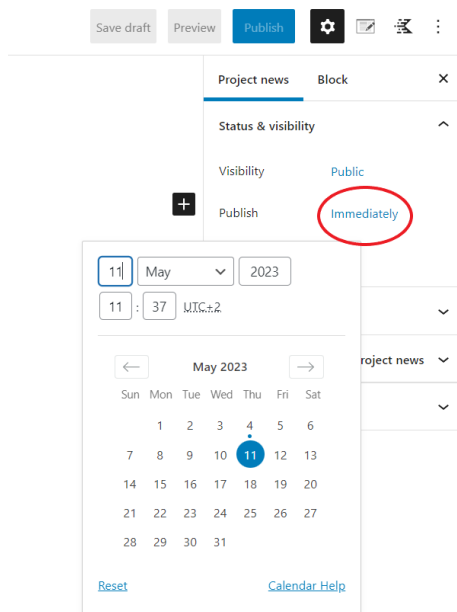 Save draft Preview Publish
Project news Block
Status & visibility
Visibility Public
Publish Immediately
11 May 2023
11 : 37 UTC+2
roject news
May 2023
Sun Mon Tue Wed Thu Fri Sat
1 2 3 4 5 6
7 8 9 10 11 12 13
14 15 16 17 18 19 20
21 22 23 24 25 26 27
28 29 30 31
Reset Calendar Help